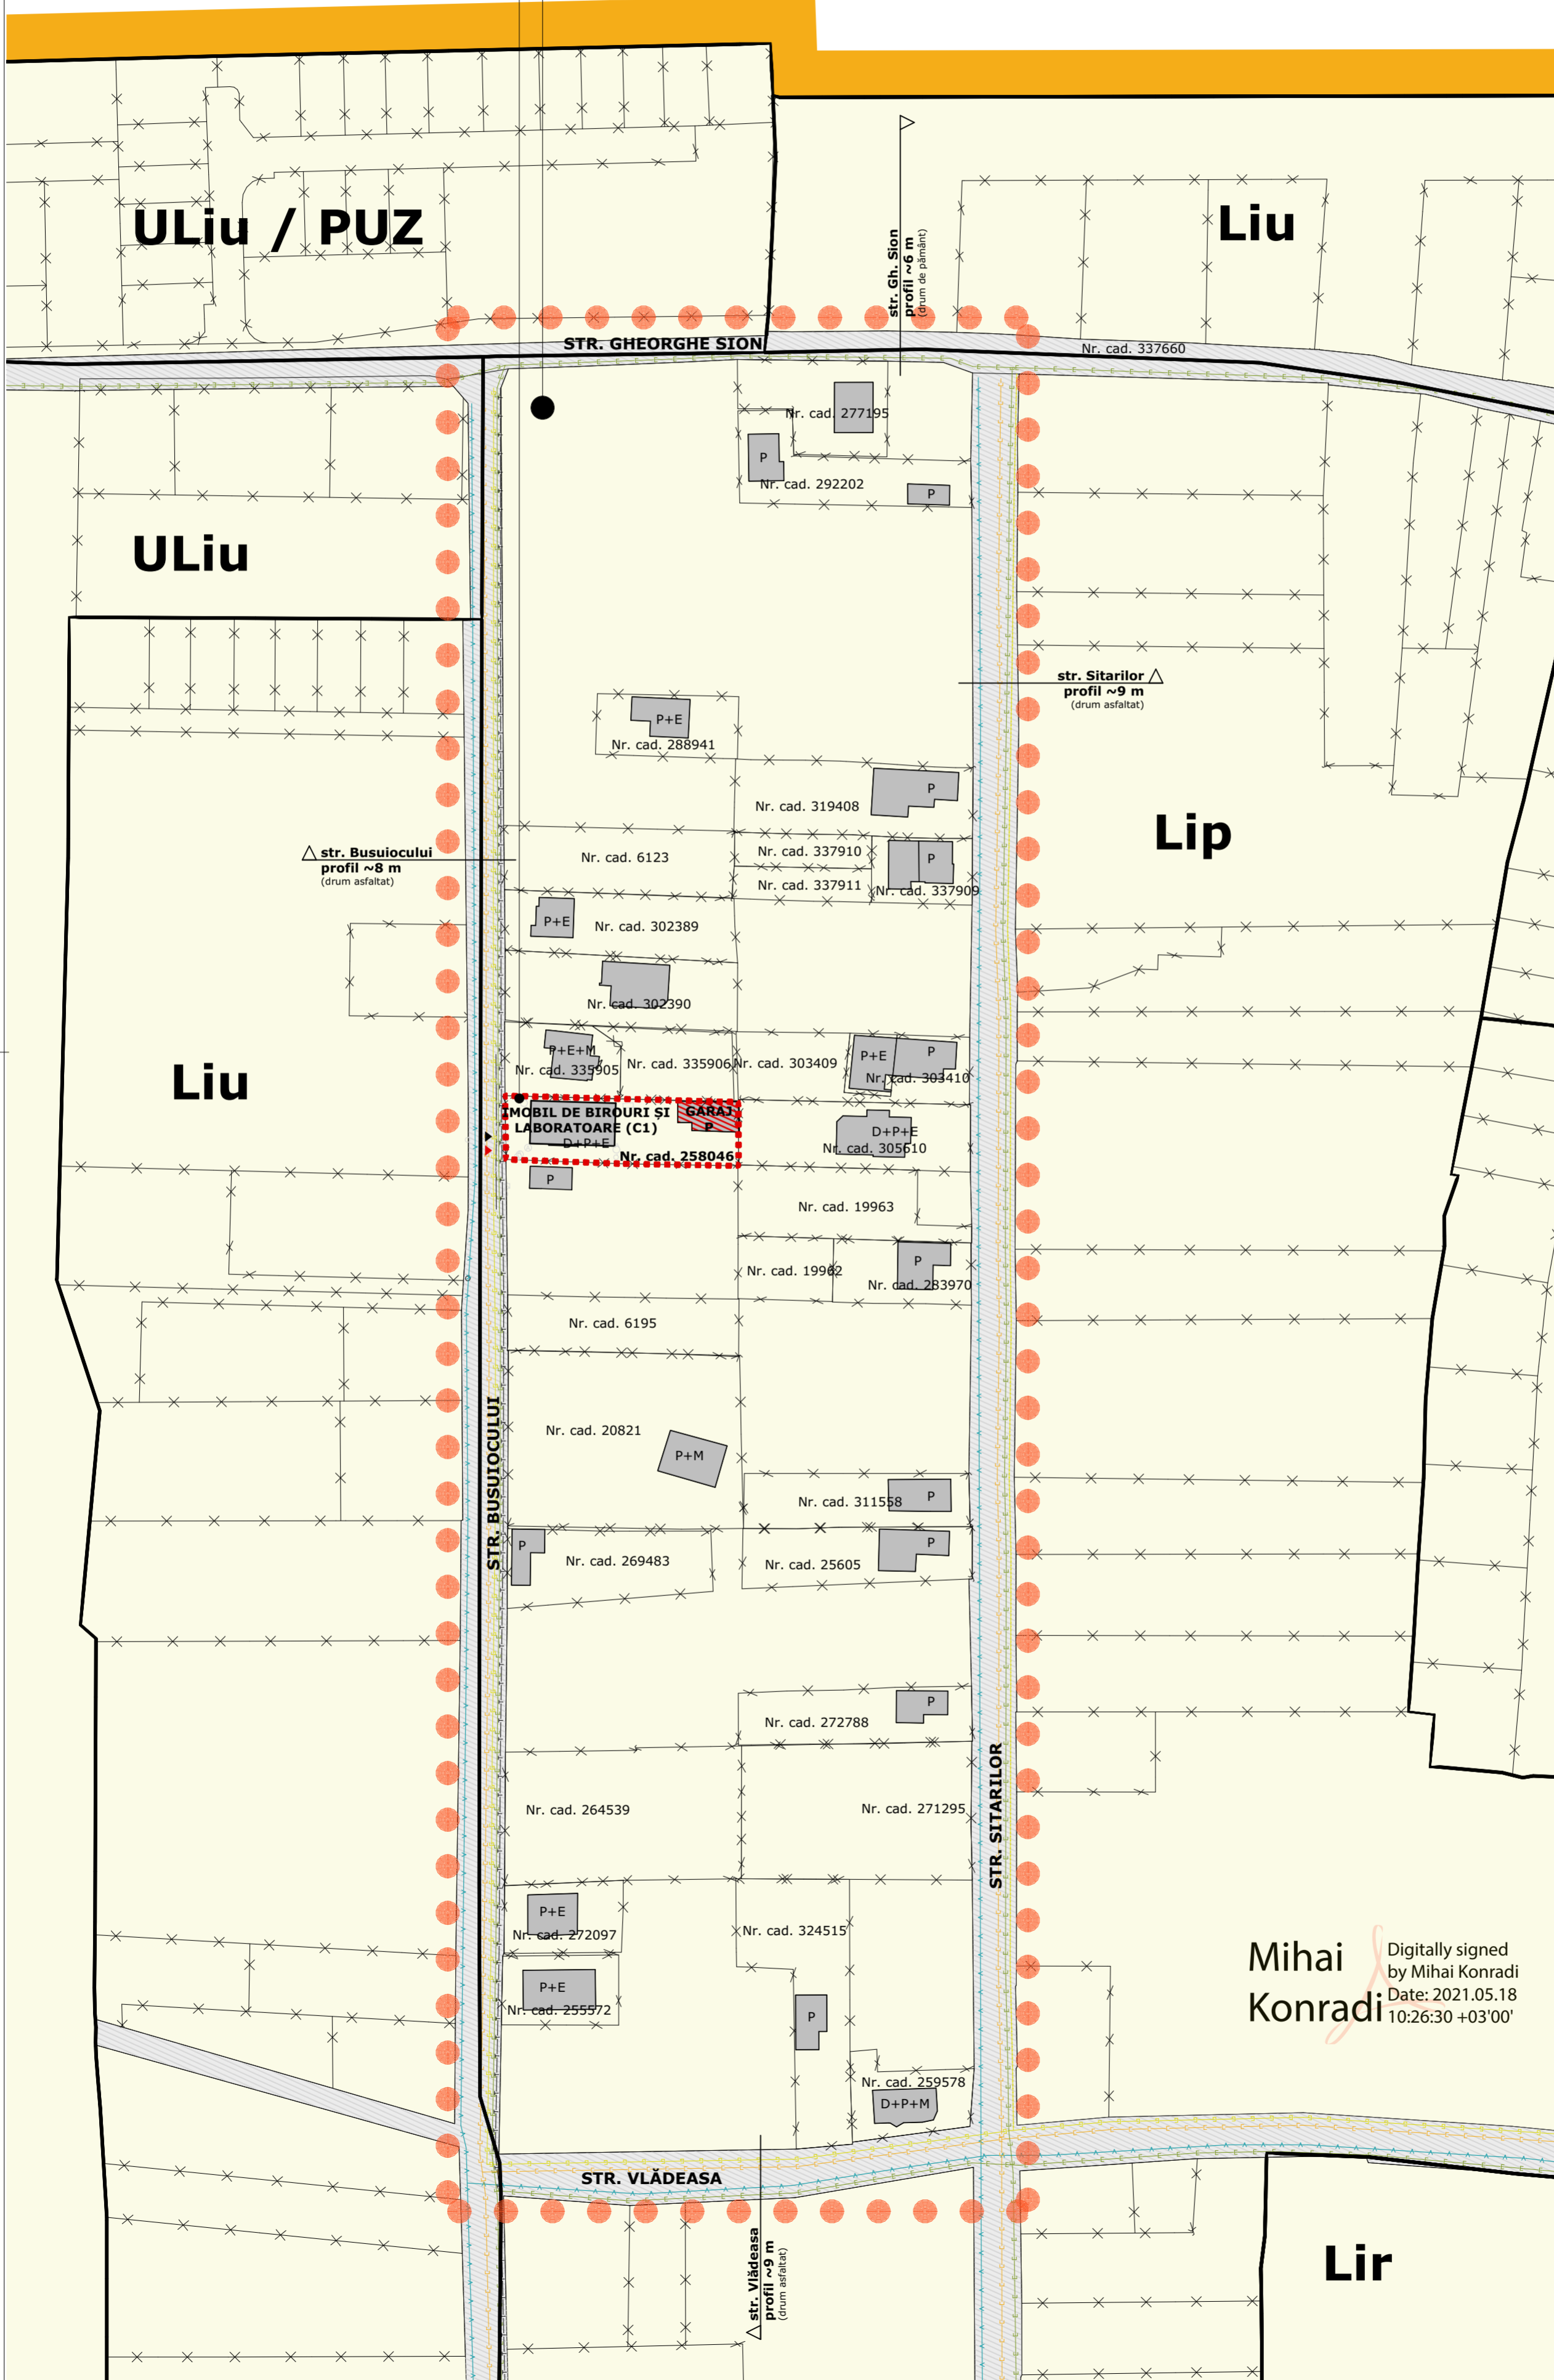 ULiu / PUZ
Liu
str. Gh. Sion
profil ~6 m
(drum de pământ)
STR. GHEORGHE SION
Nr. cad. 337660
Nr. cad. 277195
P
Nr. cad. 292202
P
ULiu
str. Sitarilor
profil ~9 m
(drum asfaltat)
P+E
Nr. cad. 288941
P
Nr. cad. 319408
Lip
str. Busuiocului
profil ~8 m
(drum asfaltat)
Nr. cad. 6123
Nr. cad. 337910
P
Nr. cad. 337911
Nr. cad. 337909
P+E
Nr. cad. 302389
Nr. cad. 302390
Liu
P+E+M
Nr. cad. 335905
Nr. cad. 335906
Nr. cad. 303409
P+E
P
Nr. cad. 303410
IMOBIL DE BIROURI ȘI
LABORATOARE (C1)
D+P+E
GARAJ
P
Nr. cad. 258046
D+P+E
Nr. cad. 305610
P
Nr. cad. 19963
Nr. cad. 19962
P
Nr. cad. 283970
Nr. cad. 6195
STR. BUSUIOCULUI
Nr. cad. 20821
P+M
Nr. cad. 311558
P
P
Nr. cad. 269483
Nr. cad. 25605
P
P
Nr. cad. 272788
STR. SITARILOR
Nr. cad. 264539
Nr. cad. 271295
P+E
Nr. cad. 272097
Nr. cad. 324515
P+E
Nr. cad. 255572
P
Nr. cad. 259578
D+P+M
Mihai
Konradi
Digitally signed
by Mihai Konradi
Date: 2021.05.18
10:26:30 +03'00'
STR. VLĂDEASA
str. Vlădeasa
profil ~9 m
(drum asfaltat)
Lir